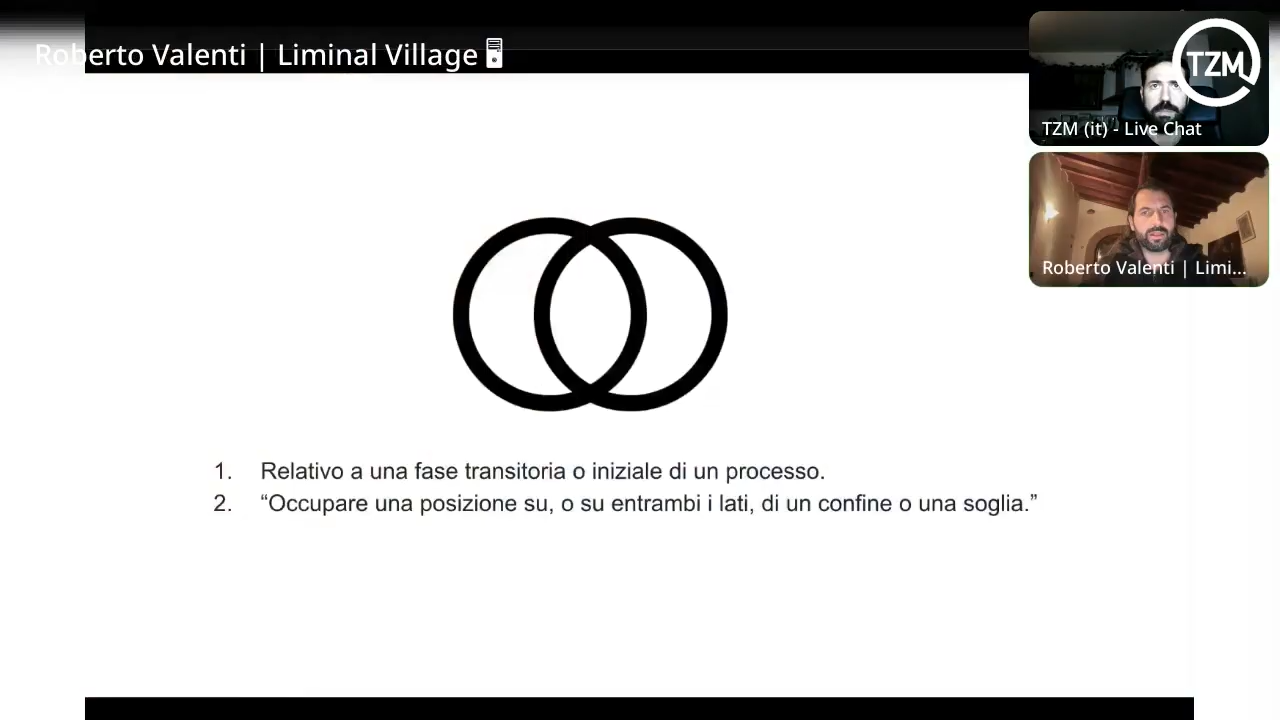 Roberto Valenti | Liminal Village
TZM
TZM (it) - Live Chat
Roberto Valenti | Limi...
1. Relativo a una fase transitoria o iniziale di un processo.
2. “Occupare una posizione su, o su entrambi i lati, di un confine o una soglia.”